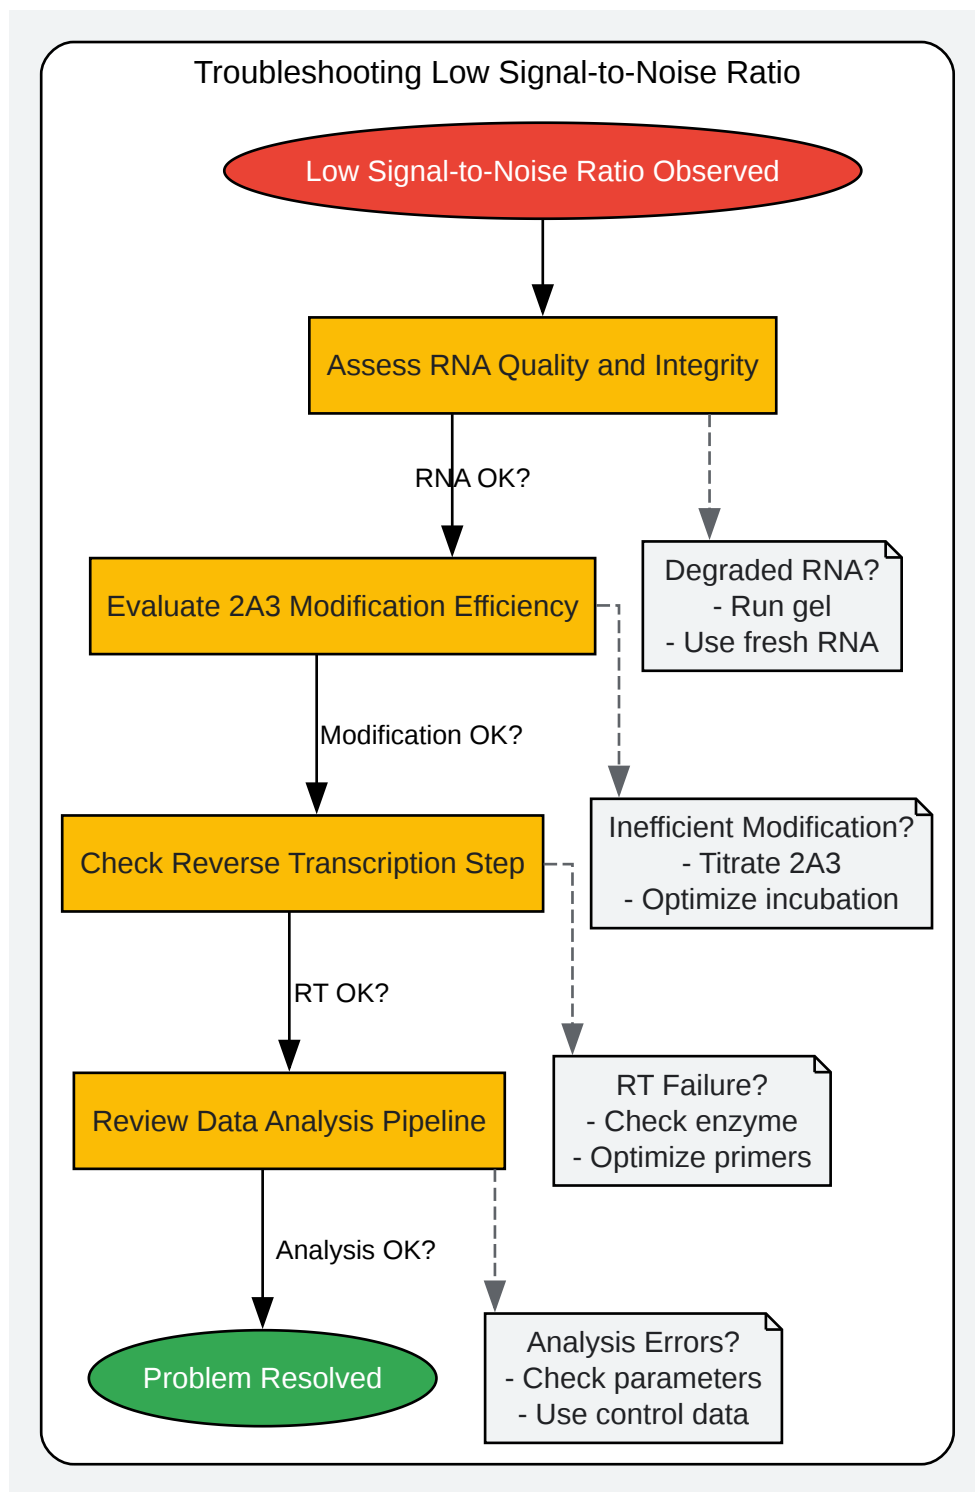 Troubleshooting Low Signal-to-Noise Ratio
Low Signal-to-Noise Ratio Observed
Assess RNA Quality and Integrity
RNA OK?
Degraded RNA?
- Run gel
- Use fresh RNA
Evaluate 2A3 Modification Efficiency
Modification OK?
Inefficient Modification?
- Titrate 2A3
- Optimize incubation
Check Reverse Transcription Step
RT OK?
RT Failure?
- Check enzyme
- Optimize primers
Review Data Analysis Pipeline
Analysis OK?
Analysis Errors?
- Check parameters
- Use control data
Problem Resolved